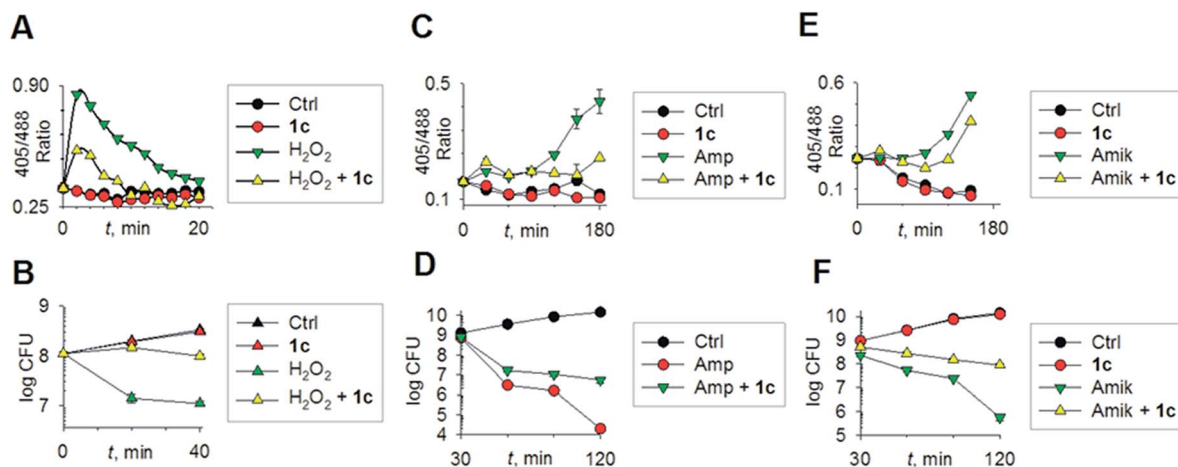 A
0.90
405/488
Ratio
0.25
0
t, min
20
Ctrl
1c
H₂O₂
H₂O₂ + 1c
C
0.5
405/488
Ratio
0.1
0
t, min
180
Ctrl
1c
Amp
Amp + 1c
E
0.6
405/488
Ratio
0.1
0
t, min
180
Ctrl
1c
Amik
Amik + 1c
B
9
8
7
log CFU
0
t, min
40
Ctrl
1c
H₂O₂
H₂O₂ + 1c
D
10
9
8
7
6
5
4
log CFU
30
t, min
120
Ctrl
Amp
Amp + 1c
F
10
9
8
7
6
5
log CFU
30
t, min
120
Ctrl
1c
Amik
Amik + 1c